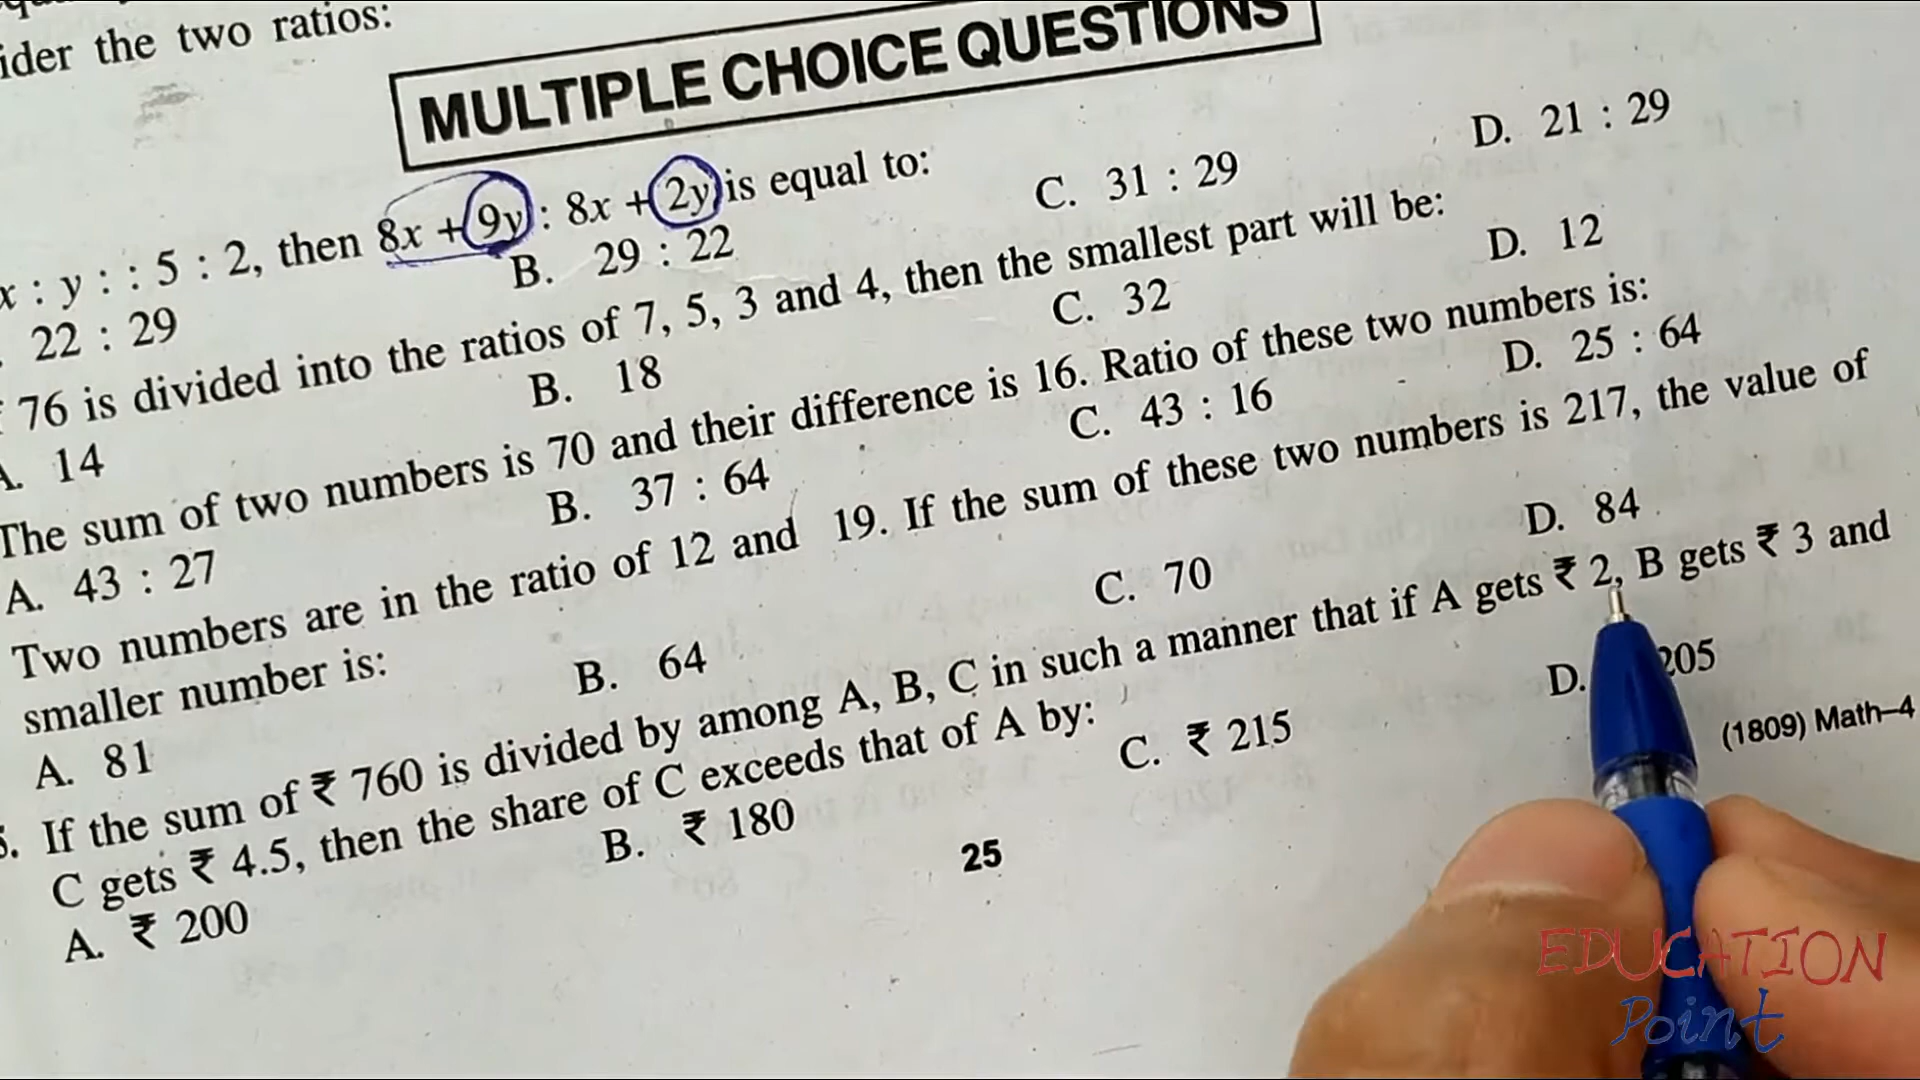 ider the two ratios:
MULTIPLE CHOICE QUESTIONS
x : y : : 5 : 2, then 8x + 9y : 8x + 2y is equal to:
22 : 29 B. 29 : 22 C. 31 : 29 D. 21 : 29
76 is divided into the ratios of 7, 5, 3 and 4, then the smallest part will be:
A. 14 B. 18 C. 32 D. 12
The sum of two numbers is 70 and their difference is 16. Ratio of these two numbers is:
A. 43 : 27 B. 37 : 64 C. 43 : 16 D. 25 : 64
Two numbers are in the ratio of 12 and 19. If the sum of these two numbers is 217, the value of
smaller number is:
A. 81 B. 64 C. 70 D. 84
5. If the sum of ₹ 760 is divided by among A, B, C in such a manner that if A gets ₹ 2, B gets ₹ 3 and
C gets ₹ 4.5, then the share of C exceeds that of A by:
A. ₹ 200 B. ₹ 180 C. ₹ 215 D. 205
25
(1809) Math–4
EDUCATION
Point